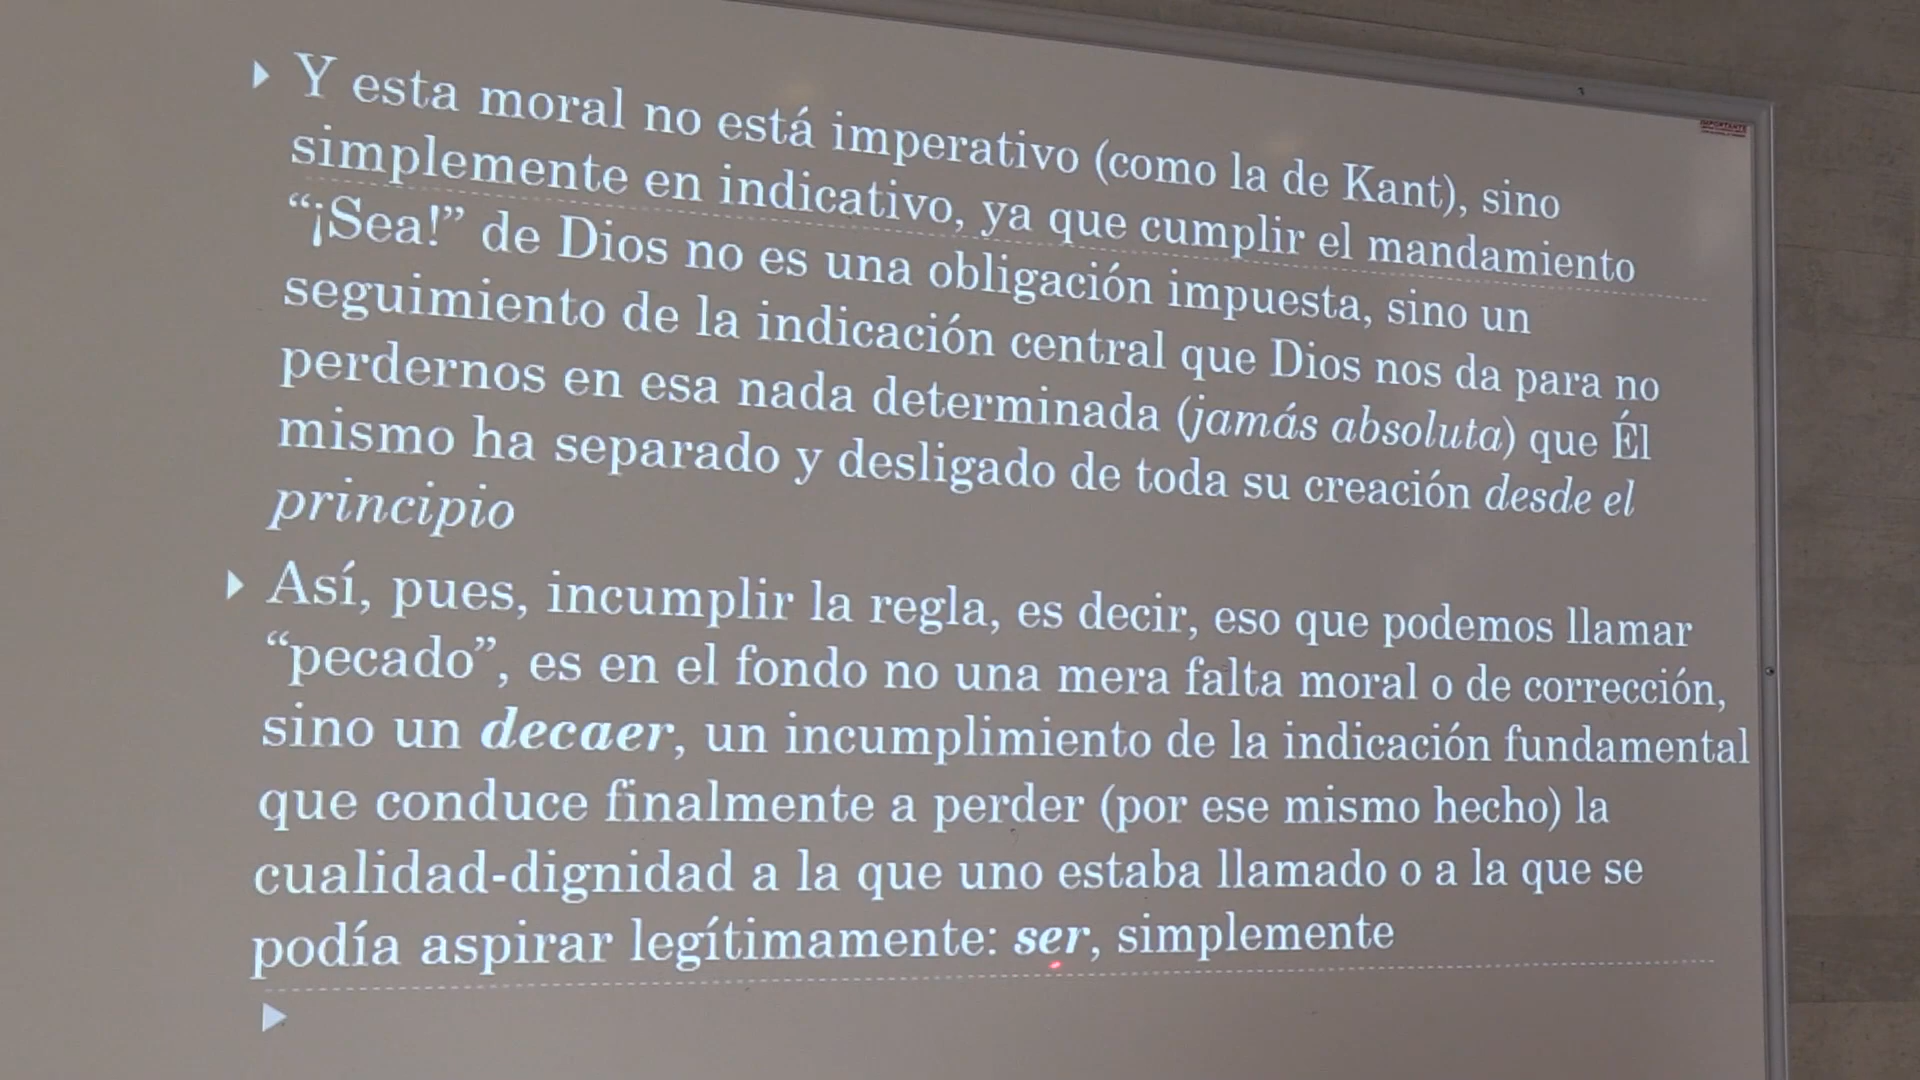 Y esta moral no está imperativo (como la de Kant), sino
simplemente en indicativo, ya que cumplir el mandamiento
“¡Sea!” de Dios no es una obligación impuesta, sino un
seguimiento de la indicación central que Dios nos da para no
perdernos en esa nada determinada (jamás absoluta) que Él
mismo ha separado y desligado de toda su creación desde el
principio
Así, pues, incumplir la regla, es decir, eso que podemos llamar
“pecado”, es en el fondo no una mera falta moral o de corrección,
sino un decaer, un incumplimiento de la indicación fundamental
que conduce finalmente a perder (por ese mismo hecho) la
cualidad-dignidad a la que uno estaba llamado o a la que se
podía aspirar legítimamente: ser, simplemente
IMPORTANTE